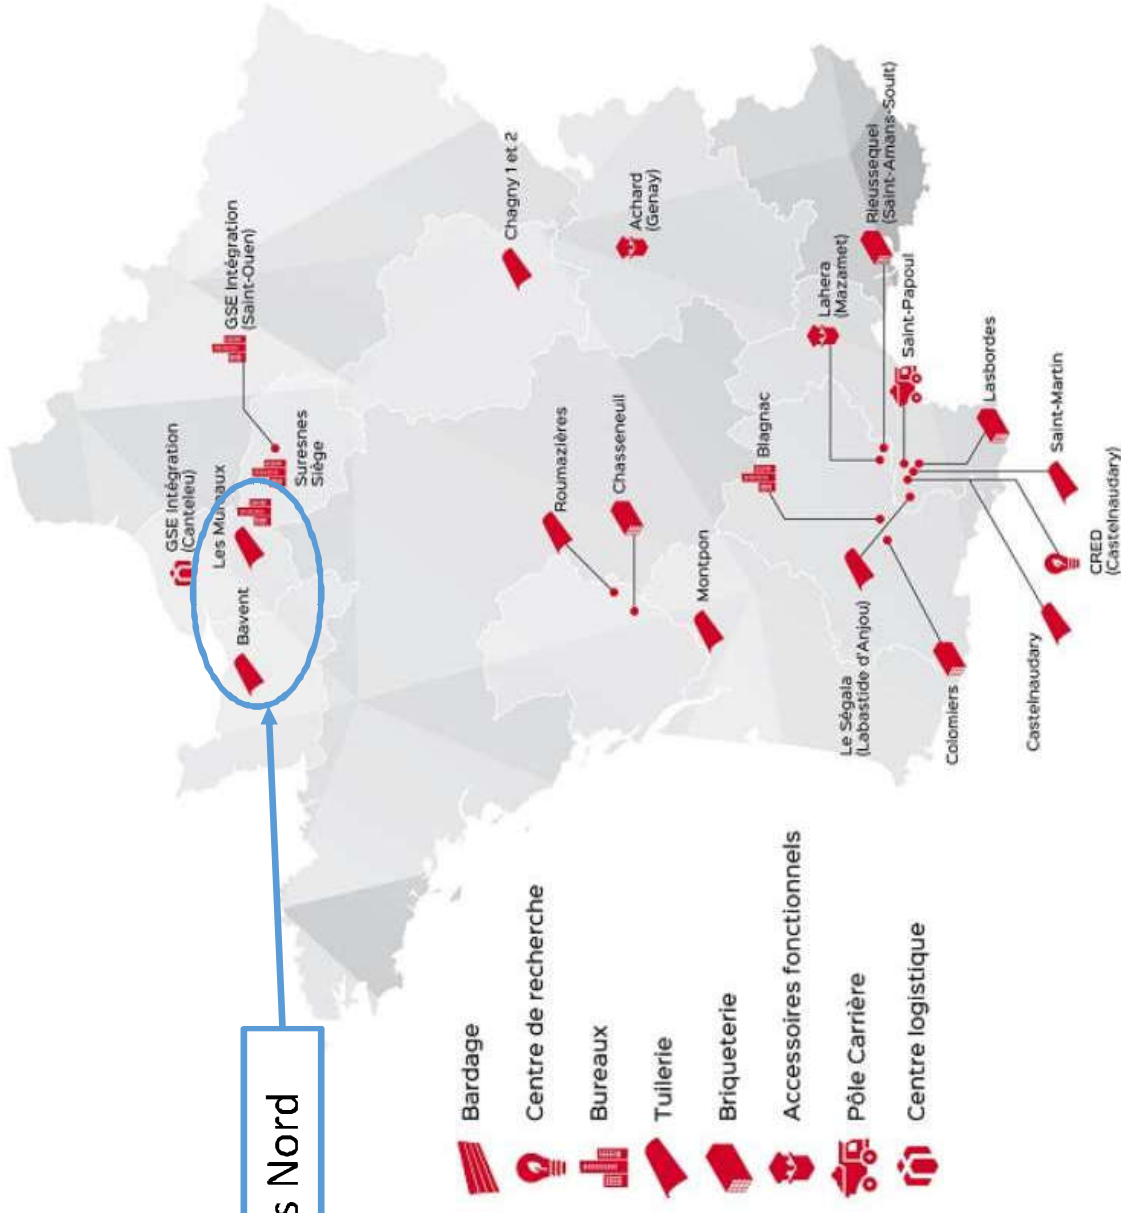 GSE Intégration
(Canteleu)
Les Mureaux
Bavent
GSE Intégration
(Saint-Ouen)
Suresnes
Siège
Chagny 1 et 2
Achard
(Genay)
Roumazières
Chasseneuil
Montpon
Blagnac
Lahera
(Mazamet)
Rieussequel
(Saint-Amans-Soult)
Saint-Papoul
Lasbordes
Saint-Martin
CRED
(Castelnaudary)
Castelnaudary
Colomiers
Le Ségala
(Labastide d'Anjou)
s Nord
Bardage
Centre de recherche
Bureaux
Tuilerie
Briqueterie
Accessoires fonctionnels
Pôle Carrière
Centre logistique